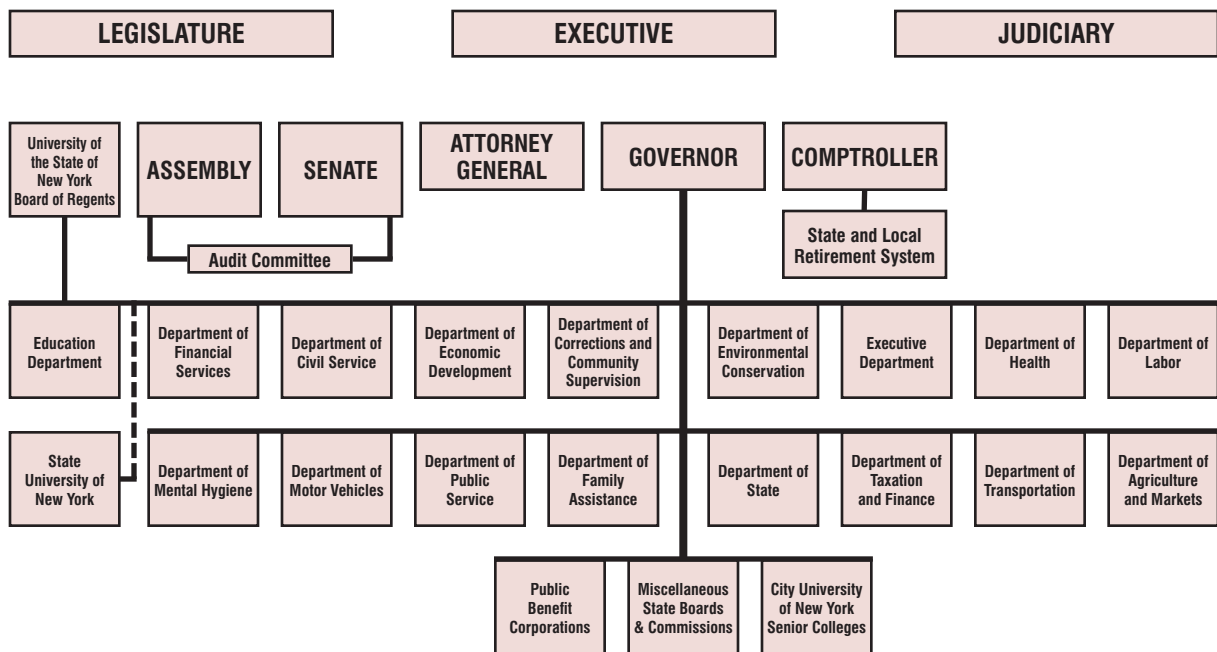 LEGISLATURE
EXECUTIVE
JUDICIARY
University of
the State of
New York
Board of Regents
ASSEMBLY
SENATE
ATTORNEY
GENERAL
GOVERNOR
COMPTROLLER
Audit Committee
State and Local
Retirement System
Education
Department
Department of
Financial
Services
Department of
Civil Service
Department of
Economic
Development
Department of
Corrections and
Community
Supervision
Department of
Environmental
Conservation
Executive
Department
Department of
Health
Department of
Labor
State
University of
New York
Department of
Mental Hygiene
Department of
Motor Vehicles
Department of
Public
Service
Department of
Family
Assistance
Department of
State
Department of
Taxation
and Finance
Department of
Transportation
Department of
Agriculture
and Markets
Public
Benefit
Corporations
Miscellaneous
State Boards
& Commissions
City University
of New York
Senior Colleges